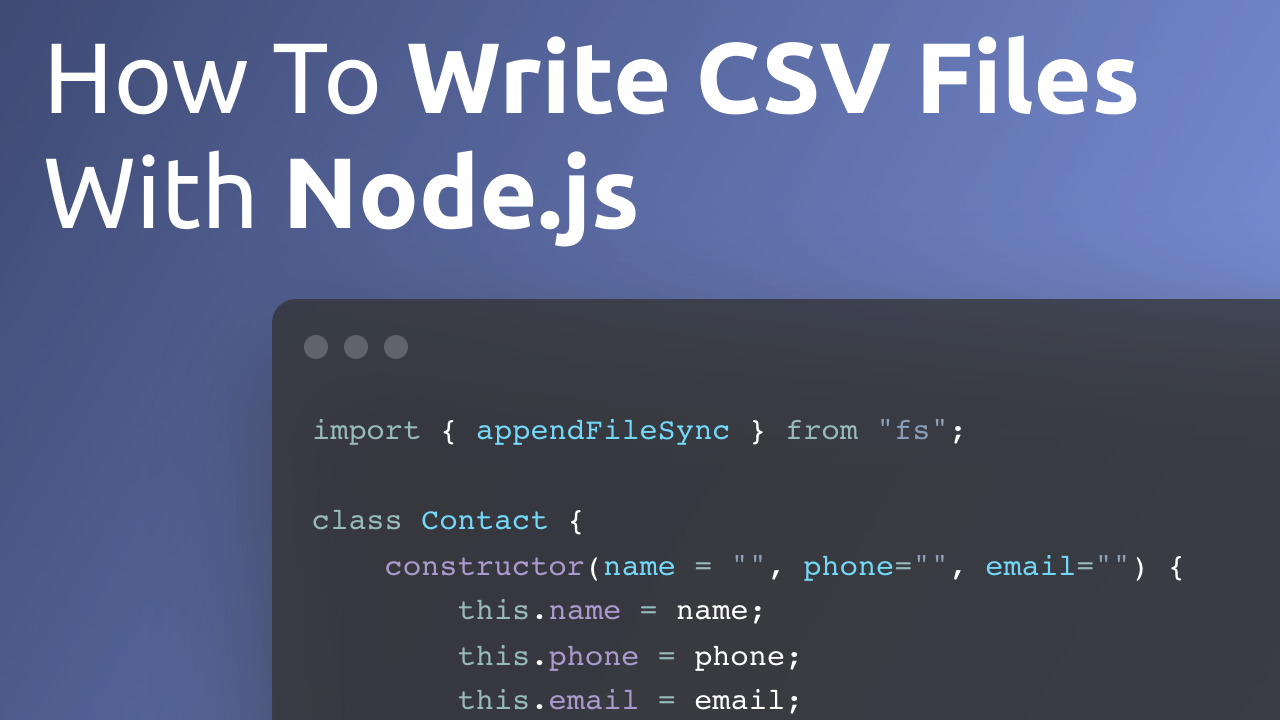 How To Write CSV Files
With Node.js
import { appendFileSync } from "fs";
class Contact {
constructor(name = "", phone="", email="") {
this.name = name;
this.phone = phone;
this.email = email;